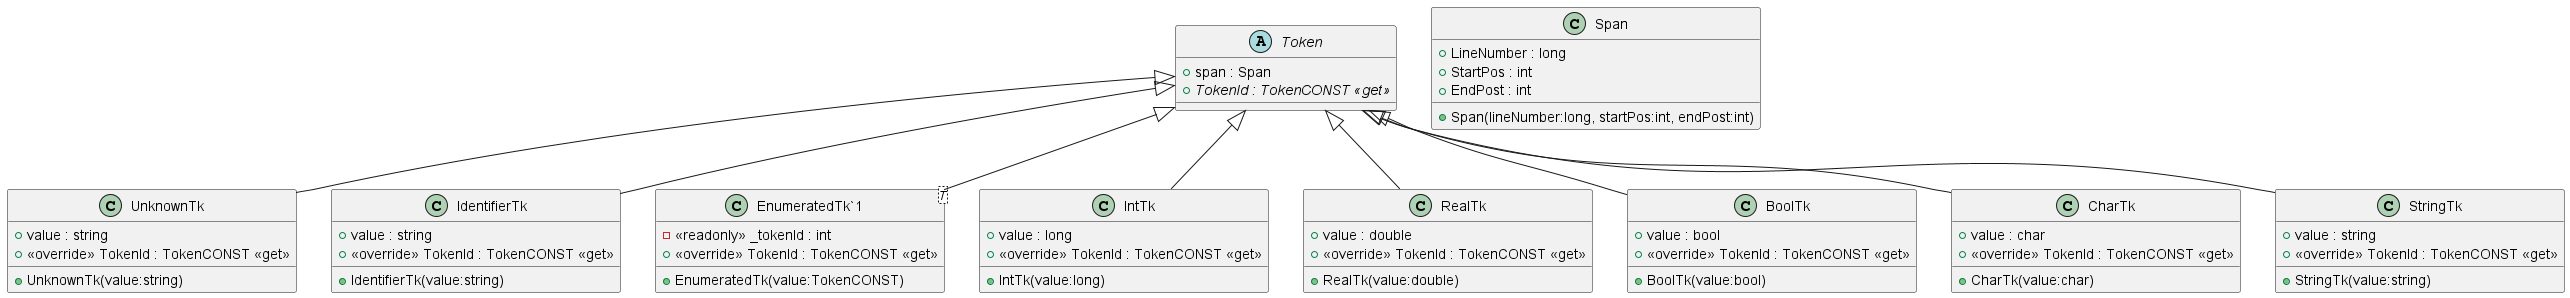 A Token
+ span : Span
TokenId : TokenCONST «get»
C Span
LineNumber : long
StartPos : int
EndPost : int
Span(lineNumber:long, startPos:int, endPost:int)
C UnknownTk
value : string
«override» TokenId : TokenCONST «get»
UnknownTk(value:string)
C IdentifierTk
value : string
«override» TokenId : TokenCONST «get»
IdentifierTk(value:string)
C EnumeratedTk`1
T
«readonly» _tokenId : int
«override» TokenId : TokenCONST «get»
EnumeratedTk(value:TokenCONST)
C IntTk
value : long
«override» TokenId : TokenCONST «get»
IntTk(value:long)
C RealTk
value : double
«override» TokenId : TokenCONST «get»
RealTk(value:double)
C BoolTk
value : bool
«override» TokenId : TokenCONST «get»
BoolTk(value:bool)
C CharTk
value : char
«override» TokenId : TokenCONST «get»
CharTk(value:char)
C StringTk
value : string
«override» TokenId : TokenCONST «get»
StringTk(value:string)